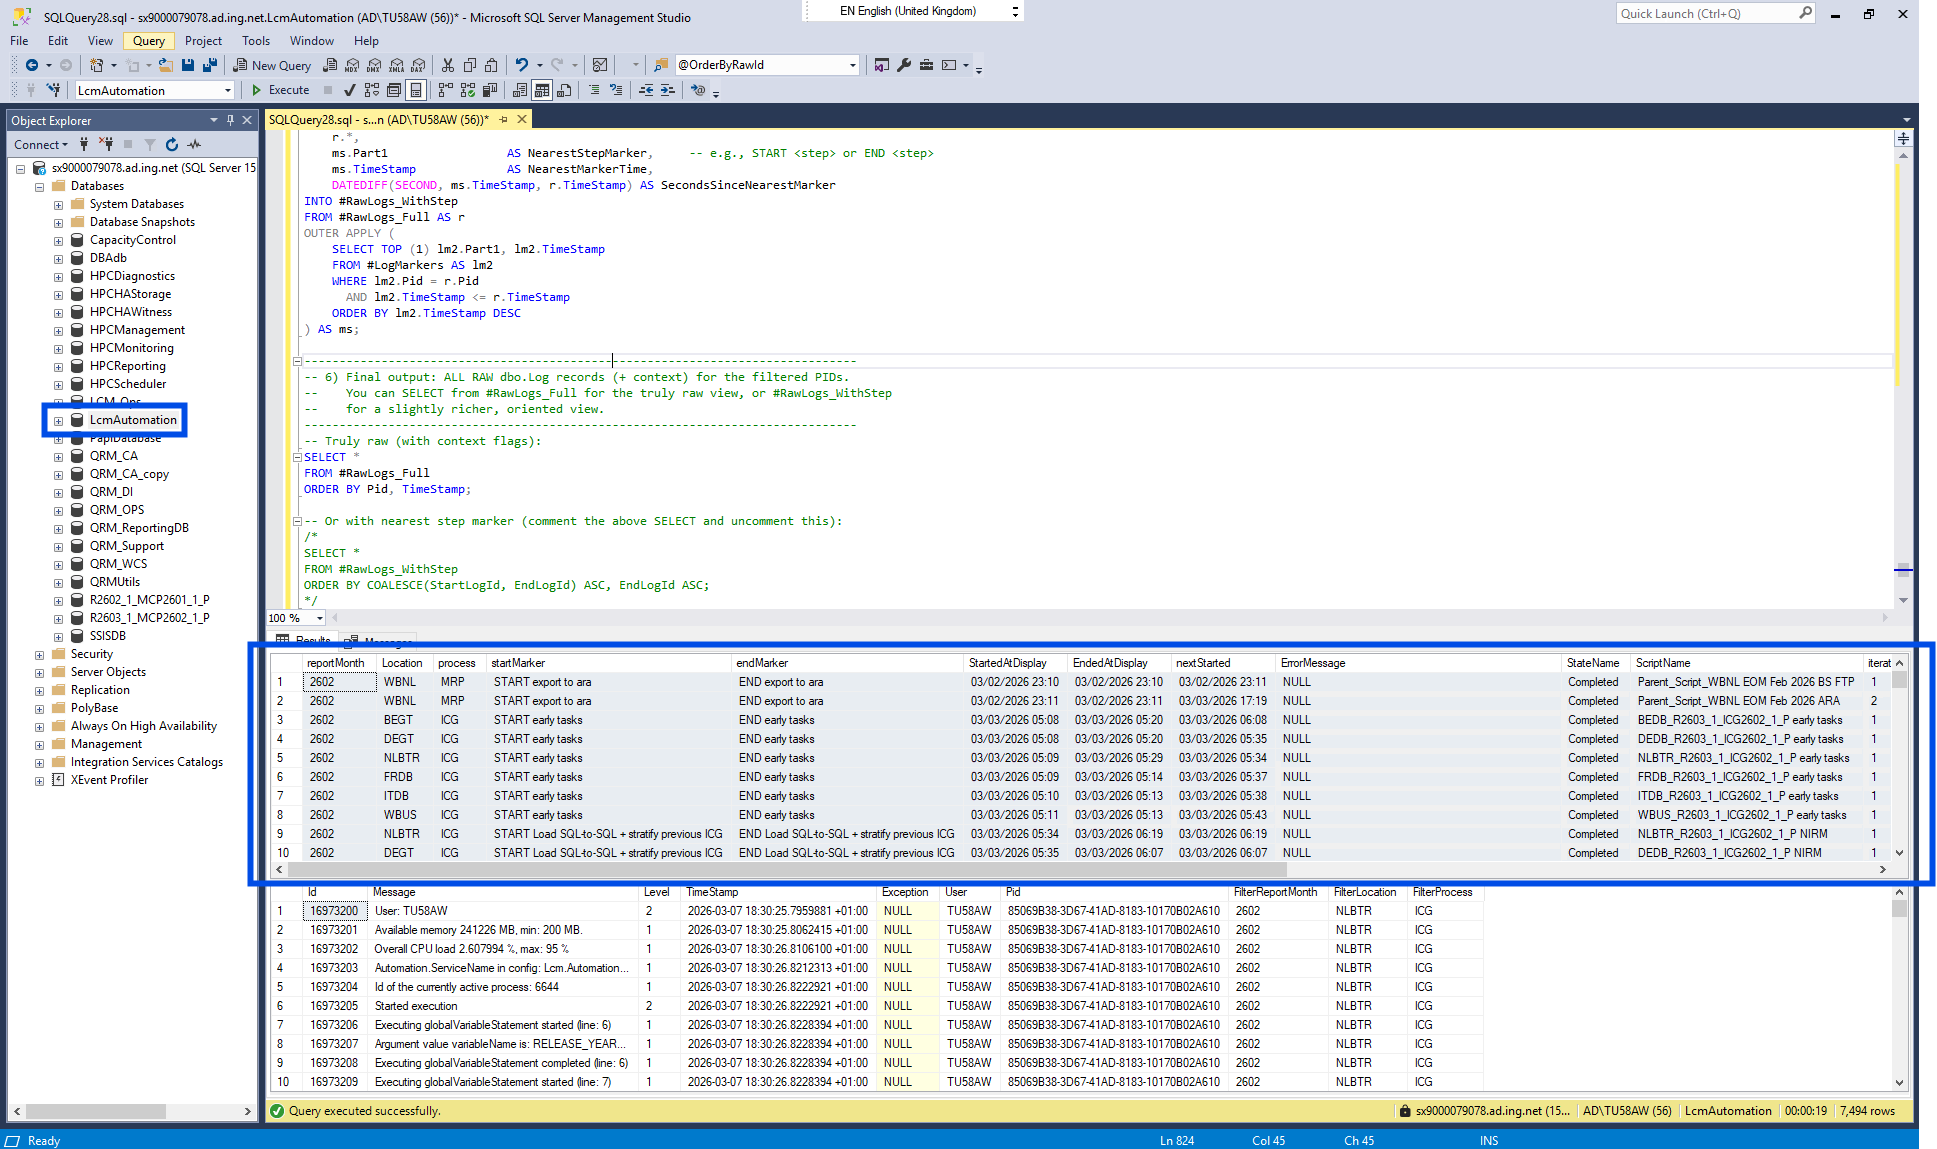 SQLQuery28.sql - sx9000079078.ad.ing.net.LcmAutomation (AD\TU58AW (56))* - Microsoft SQL Server Management Studio
EN English (United Kingdom)
Quick Launch (Ctrl+Q)
File Edit View Query Project Tools Window Help
New Query MDX DMX XMLA DAX @OrderByRawId
LcmAutomation Execute
Object Explorer
Connect
sx9000079078.ad.ing.net (SQL Server 15
Databases
System Databases
Database Snapshots
CapacityControl
DBAdb
HPCDiagnostics
HPCHAStorage
HPCHAWitness
HPCManagement
HPCMonitoring
HPCReporting
HPCScheduler
LCM_Ops
LcmAutomation
PapiDatabase
QRM_CA
QRM_CA_copy
QRM_DI
QRM_OPS
QRM_ReportingDB
QRM_Support
QRM_WCS
QRMUtils
R2602_1_MCP2601_1_P
R2603_1_MCP2602_1_P
SSISDB
Security
Server Objects
Replication
PolyBase
Always On High Availability
Management
Integration Services Catalogs
XEvent Profiler
SQLQuery28.sql - s...n (AD\TU58AW (56))*
r.*,
ms.Part1 AS NearestStepMarker, -- e.g., START <step> or END <step>
ms.TimeStamp AS NearestMarkerTime,
DATEDIFF(SECOND, ms.TimeStamp, r.TimeStamp) AS SecondsSinceNearestMarker
INTO #RawLogs_WithStep
FROM #RawLogs_Full AS r
OUTER APPLY (
SELECT TOP (1) lm2.Part1, lm2.TimeStamp
FROM #LogMarkers AS lm2
WHERE lm2.Pid = r.Pid
AND lm2.TimeStamp <= r.TimeStamp
ORDER BY lm2.TimeStamp DESC
) AS ms;
-------------------------------------------------------------------------------
-- 6) Final output: ALL RAW dbo.Log records (+ context) for the filtered PIDs.
-- You can SELECT from #RawLogs_Full for the truly raw view, or #RawLogs_WithStep
-- for a slightly richer, oriented view.
-------------------------------------------------------------------------------
-- Truly raw (with context flags):
SELECT *
FROM #RawLogs_Full
ORDER BY Pid, TimeStamp;
-- Or with nearest step marker (comment the above SELECT and uncomment this):
/*
SELECT *
FROM #RawLogs_WithStep
ORDER BY COALESCE(StartLogId, EndLogId) ASC, EndLogId ASC;
*/
100 %
Results Messages
reportMonth Location process startMarker endMarker StartedAtDisplay EndedAtDisplay nextStarted ErrorMessage StateName ScriptName iterat
1 2602 WBNL MRP START export to ara END export to ara 03/02/2026 23:10 03/02/2026 23:10 03/02/2026 23:11 NULL Completed Parent_Script_WBNL EOM Feb 2026 BS FTP 1
2 2602 WBNL MRP START export to ara END export to ara 03/02/2026 23:11 03/02/2026 23:11 03/03/2026 17:19 NULL Completed Parent_Script_WBNL EOM Feb 2026 ARA 2
3 2602 BEGT ICG START early tasks END early tasks 03/03/2026 05:08 03/03/2026 05:20 03/03/2026 06:08 NULL Completed BEDB_R2603_1_ICG2602_1_P early tasks 1
4 2602 DEGT ICG START early tasks END early tasks 03/03/2026 05:08 03/03/2026 05:20 03/03/2026 05:35 NULL Completed DEDB_R2603_1_ICG2602_1_P early tasks 1
5 2602 NLBTR ICG START early tasks END early tasks 03/03/2026 05:09 03/03/2026 05:29 03/03/2026 05:34 NULL Completed NLBTR_R2603_1_ICG2602_1_P early tasks 1
6 2602 FRDB ICG START early tasks END early tasks 03/03/2026 05:09 03/03/2026 05:14 03/03/2026 05:37 NULL Completed FRDB_R2603_1_ICG2602_1_P early tasks 1
7 2602 ITDB ICG START early tasks END early tasks 03/03/2026 05:10 03/03/2026 05:13 03/03/2026 05:38 NULL Completed ITDB_R2603_1_ICG2602_1_P early tasks 1
8 2602 WBUS ICG START early tasks END early tasks 03/03/2026 05:11 03/03/2026 05:13 03/03/2026 05:43 NULL Completed WBUS_R2603_1_ICG2602_1_P early tasks 1
9 2602 NLBTR ICG START Load SQL-to-SQL + stratify previous ICG END Load SQL-to-SQL + stratify previous ICG 03/03/2026 05:34 03/03/2026 06:19 03/03/2026 06:19 NULL Completed NLBTR_R2603_1_ICG2602_1_P NIRM 1
10 2602 DEGT ICG START Load SQL-to-SQL + stratify previous ICG END Load SQL-to-SQL + stratify previous ICG 03/03/2026 05:35 03/03/2026 06:07 03/03/2026 06:07 NULL Completed DEDB_R2603_1_ICG2602_1_P NIRM 1
Id Message Level TimeStamp Exception User Pid FilterReportMonth FilterLocation FilterProcess
1 16973200 User: TU58AW 2 2026-03-07 18:30:25.7959881 +01:00 NULL TU58AW 85069B38-3D67-41AD-8183-10170B02A610 2602 NLBTR ICG
2 16973201 Available memory 241226 MB, min: 200 MB. 1 2026-03-07 18:30:25.8062415 +01:00 NULL TU58AW 85069B38-3D67-41AD-8183-10170B02A610 2602 NLBTR ICG
3 16973202 Overall CPU load 2.607994 %, max: 95 % 1 2026-03-07 18:30:26.8106100 +01:00 NULL TU58AW 85069B38-3D67-41AD-8183-10170B02A610 2602 NLBTR ICG
4 16973203 Automation.ServiceName in config: Lcm.Automation... 1 2026-03-07 18:30:26.8212313 +01:00 NULL TU58AW 85069B38-3D67-41AD-8183-10170B02A610 2602 NLBTR ICG
5 16973204 Id of the currently active process: 6644 1 2026-03-07 18:30:26.8222921 +01:00 NULL TU58AW 85069B38-3D67-41AD-8183-10170B02A610 2602 NLBTR ICG
6 16973205 Started execution 2 2026-03-07 18:30:26.8222921 +01:00 NULL TU58AW 85069B38-3D67-41AD-8183-10170B02A610 2602 NLBTR ICG
7 16973206 Executing globalVariableStatement started (line: 6) 1 2026-03-07 18:30:26.8228394 +01:00 NULL TU58AW 85069B38-3D67-41AD-8183-10170B02A610 2602 NLBTR ICG
8 16973207 Argument value variableName is: RELEASE_YEAR... 1 2026-03-07 18:30:26.8228394 +01:00 NULL TU58AW 85069B38-3D67-41AD-8183-10170B02A610 2602 NLBTR ICG
9 16973208 Executing globalVariableStatement completed (line: 6) 1 2026-03-07 18:30:26.8228394 +01:00 NULL TU58AW 85069B38-3D67-41AD-8183-10170B02A610 2602 NLBTR ICG
10 16973209 Executing globalVariableStatement started (line: 7) 1 2026-03-07 18:30:26.8228394 +01:00 NULL TU58AW 85069B38-3D67-41AD-8183-10170B02A610 2602 NLBTR ICG
Query executed successfully. sx9000079078.ad.ing.net (15... AD\TU58AW (56) LcmAutomation 00:00:19 7,494 rows
Ready Ln 824 Col 45 Ch 45 INS